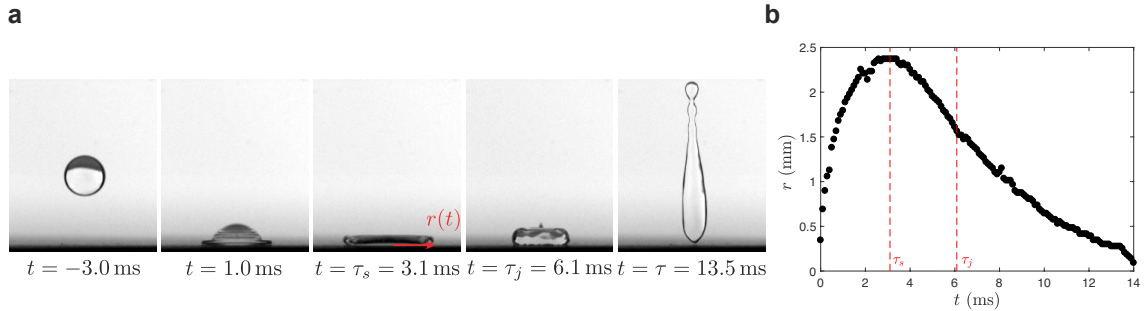 a
r(t)
t = −3.0 ms
t = 1.0 ms
t = τₛ = 3.1 ms
t = τⱼ = 6.1 ms
t = τ = 13.5 ms
b
2.5
2
1.5
1
0.5
0
r (mm)
τₛ
τⱼ
0 2 4 6 8 10 12 14
t (ms)